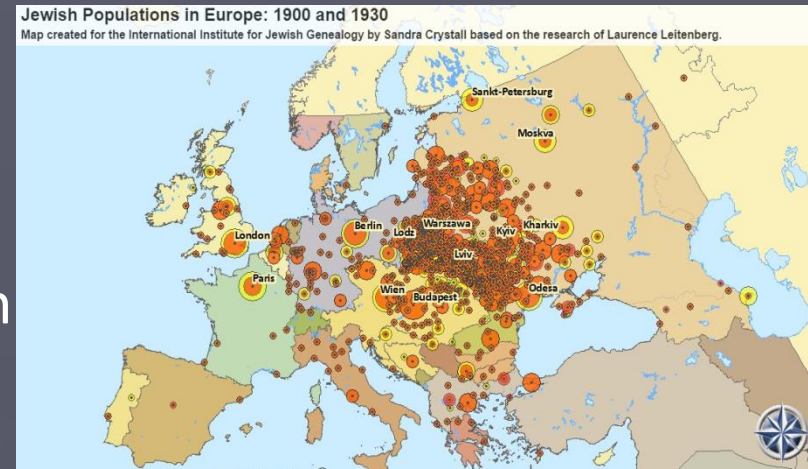 Jewish Populations in Europe: 1900 and 1930
Map created for the International Institute for Jewish Genealogy by Sandra Crystall based on the research of Laurence Leitenberg.
Sankt-Petersburg
Moskva
London
Berlin
Lodz
Warszawa
Kyiv
Kharkiv
Lviv
Paris
Wien
Budapest
Odesa
n